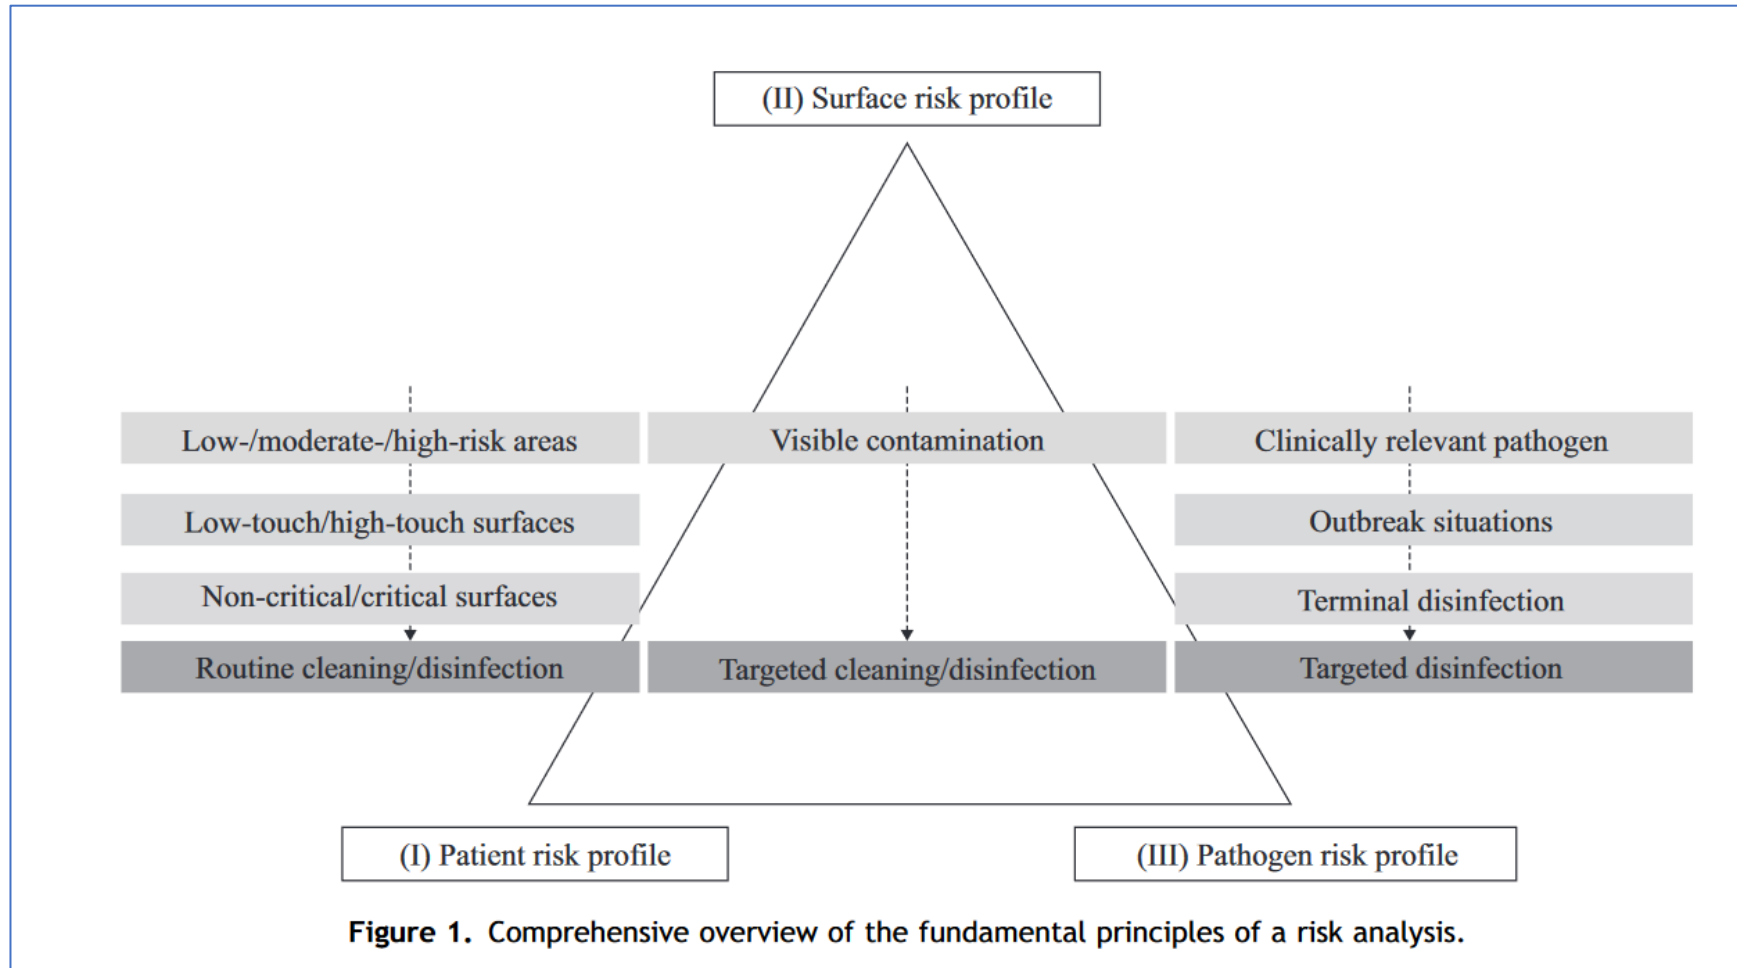 (II) Surface risk profile
Low-/moderate-/high-risk areas
Low-touch/high-touch surfaces
Non-critical/critical surfaces
Routine cleaning/disinfection
Visible contamination
Targeted cleaning/disinfection
Clinically relevant pathogen
Outbreak situations
Terminal disinfection
Targeted disinfection
(I) Patient risk profile
(III) Pathogen risk profile
Figure 1. Comprehensive overview of the fundamental principles of a risk analysis.